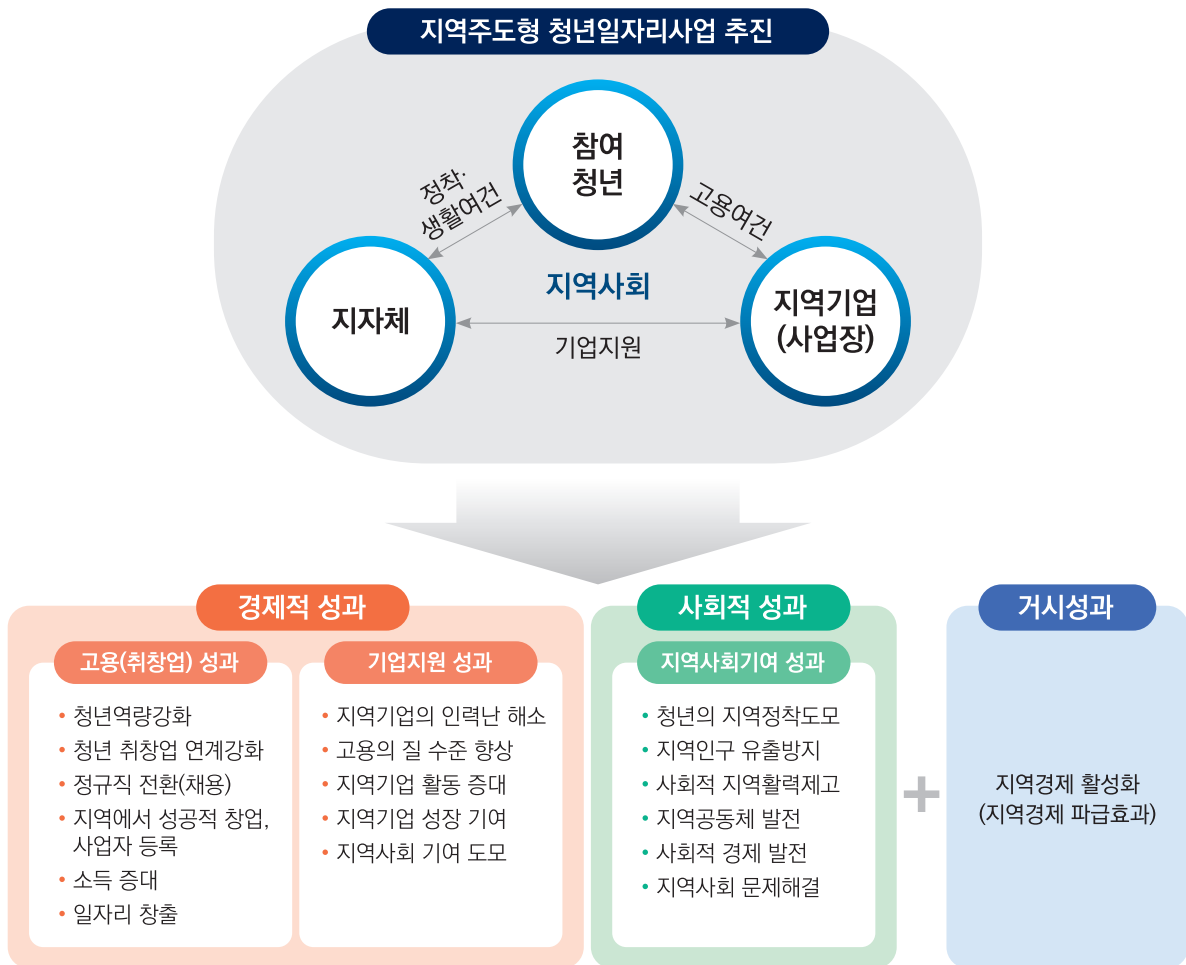 지역주도형 청년일자리사업 추진
참여
청년
정착·
생활여건
고용여건
지역사회
지자체
지역기업
(사업장)
기업지원
경제적 성과
고용(취창업) 성과
• 청년역량강화
• 청년 취창업 연계강화
• 정규직 전환(채용)
• 지역에서 성공적 창업,
사업자 등록
• 소득 증대
• 일자리 창출
기업지원 성과
• 지역기업의 인력난 해소
• 고용의 질 수준 향상
• 지역기업 활동 증대
• 지역기업 성장 기여
• 지역사회 기여 도모
사회적 성과
지역사회기여 성과
• 청년의 지역정착도모
• 지역인구 유출방지
• 사회적 지역활력제고
• 지역공동체 발전
• 사회적 경제 발전
• 지역사회 문제해결
+
거시성과
지역경제 활성화
(지역경제 파급효과)